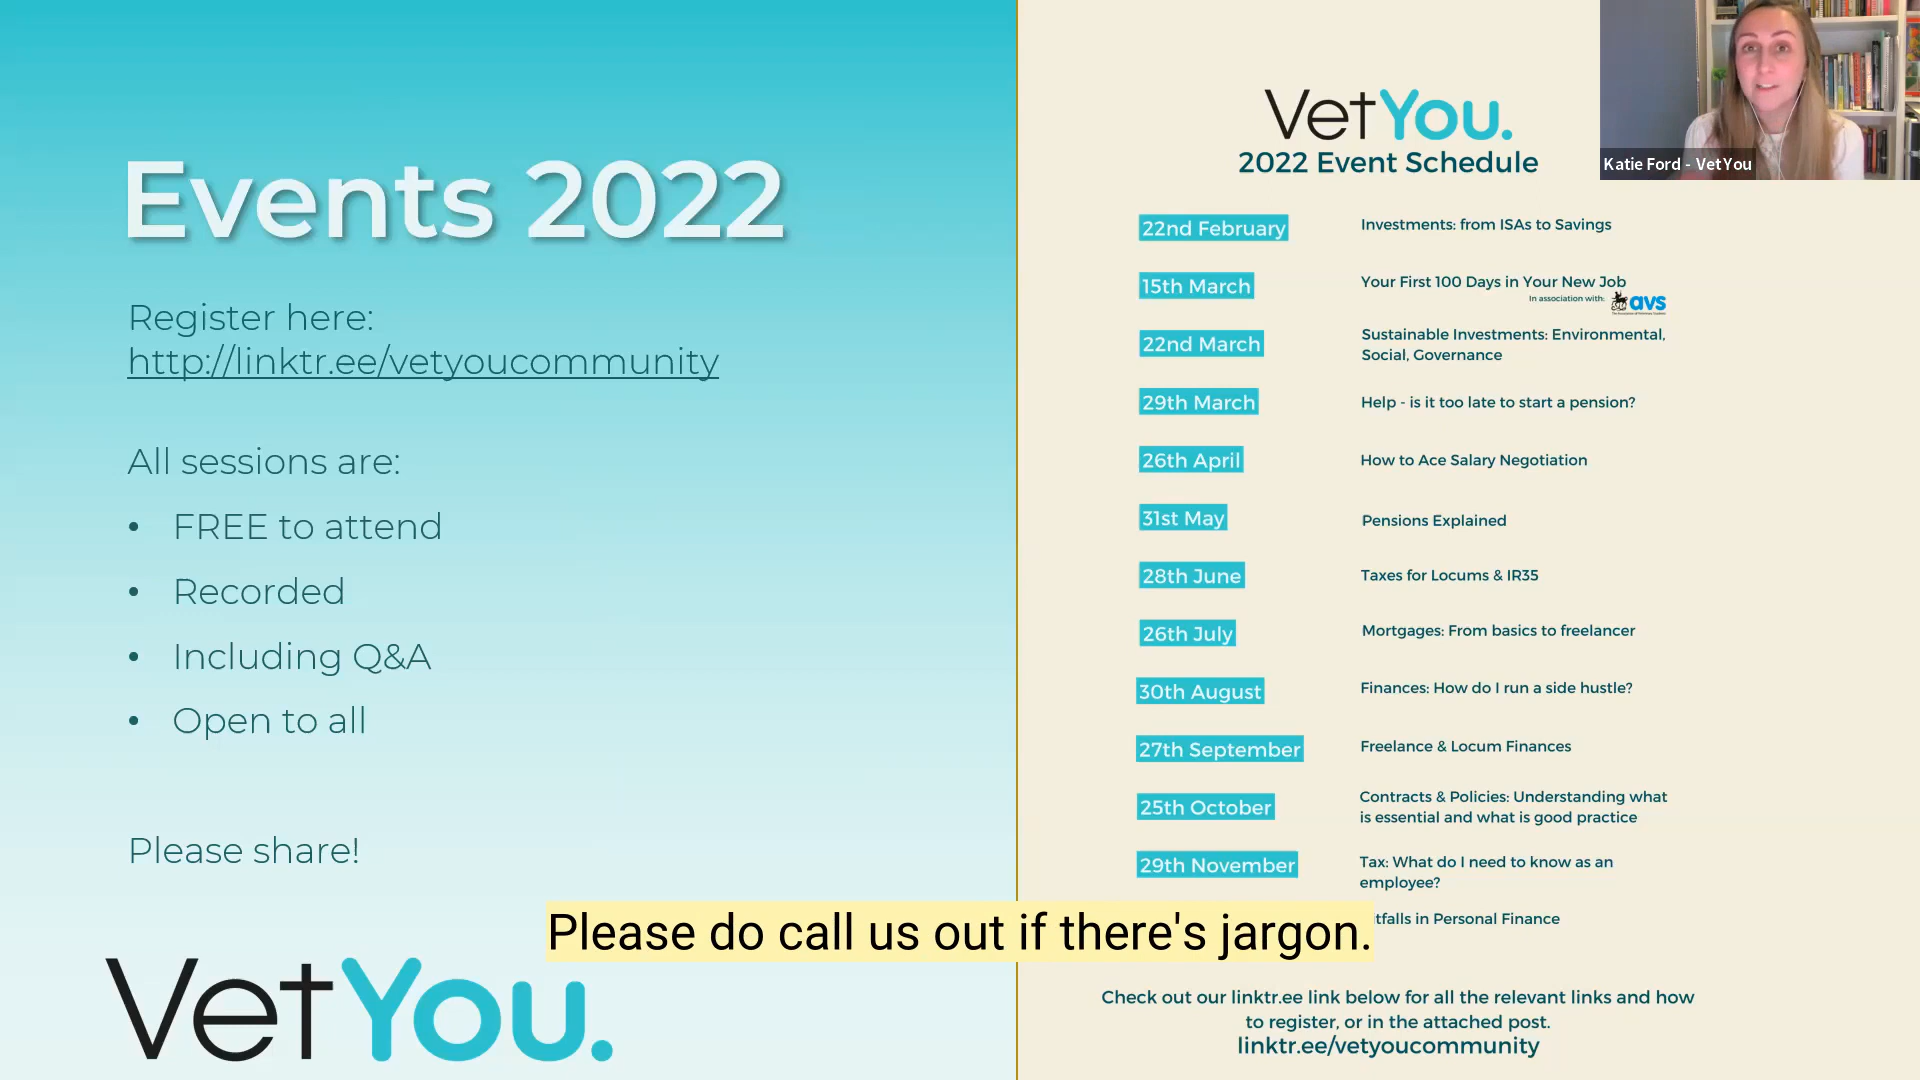 Events 2022
Register here:
http://linktr.ee/vetyoucommunity
All sessions are:
• FREE to attend
• Recorded
• Including Q&A
• Open to all
Please share!
VetYou.
VetYou.
2022 Event Schedule
22nd February Investments: from ISAs to Savings
15th March Your First 100 Days in Your New Job
In association with: avs
22nd March Sustainable Investments: Environmental,
Social, Governance
29th March Help - is it too late to start a pension?
26th April How to Ace Salary Negotiation
31st May Pensions Explained
28th June Taxes for Locums & IR35
26th July Mortgages: From basics to freelancer
30th August Finances: How do I run a side hustle?
27th September Freelance & Locum Finances
25th October Contracts & Policies: Understanding what
is essential and what is good practice
29th November Tax: What do I need to know as an
employee?
in Personal Finance
Check out our linktr.ee link below for all the relevant links and how
to register, or in the attached post.
linktr.ee/vetyoucommunity
Katie Ford - VetYou
Please do call us out if there's jargon.